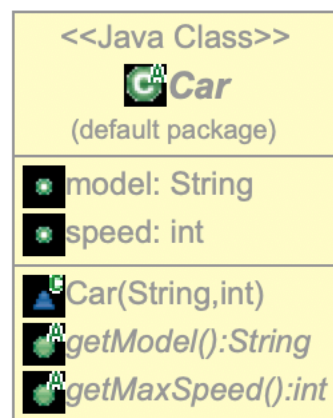 <<Java Class>>
Car
(default package)
model: String
speed: int
Car(String,int)
getModel():String
getMaxSpeed():int